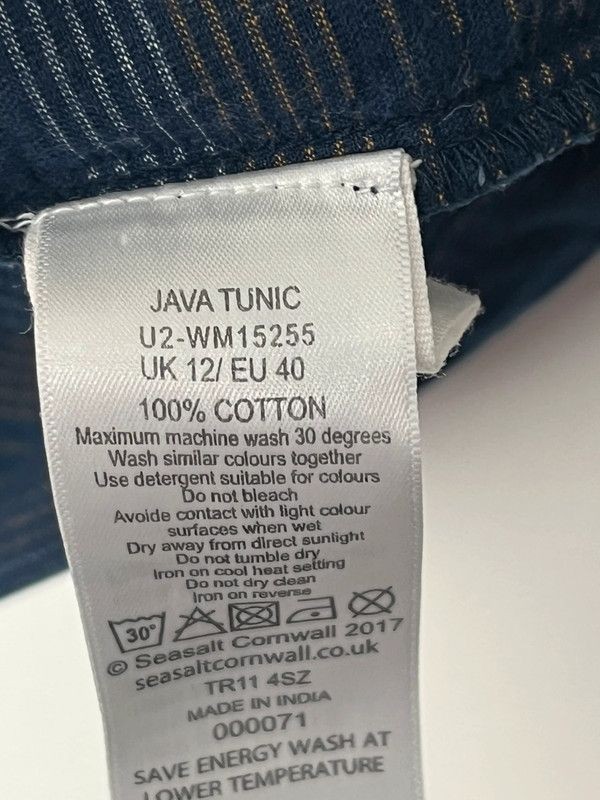 JAVA TUNIC
U2-WM15255
UK 12/ EU 40
100% COTTON
Maximum machine wash 30 degrees
Wash similar colours together
Use detergent suitable for colours
Do not bleach
Avoide contact with light colour
surfaces when wet
Dry away from direct sunlight
Do not tumble dry
Iron on cool heat setting
Do not dry clean
Iron on reverse
30°
© Seasalt Cornwall 2017
seasaltcornwall.co.uk
TR11 4SZ
MADE IN INDIA
000071
SAVE ENERGY WASH AT
LOWER TEMPERATURE